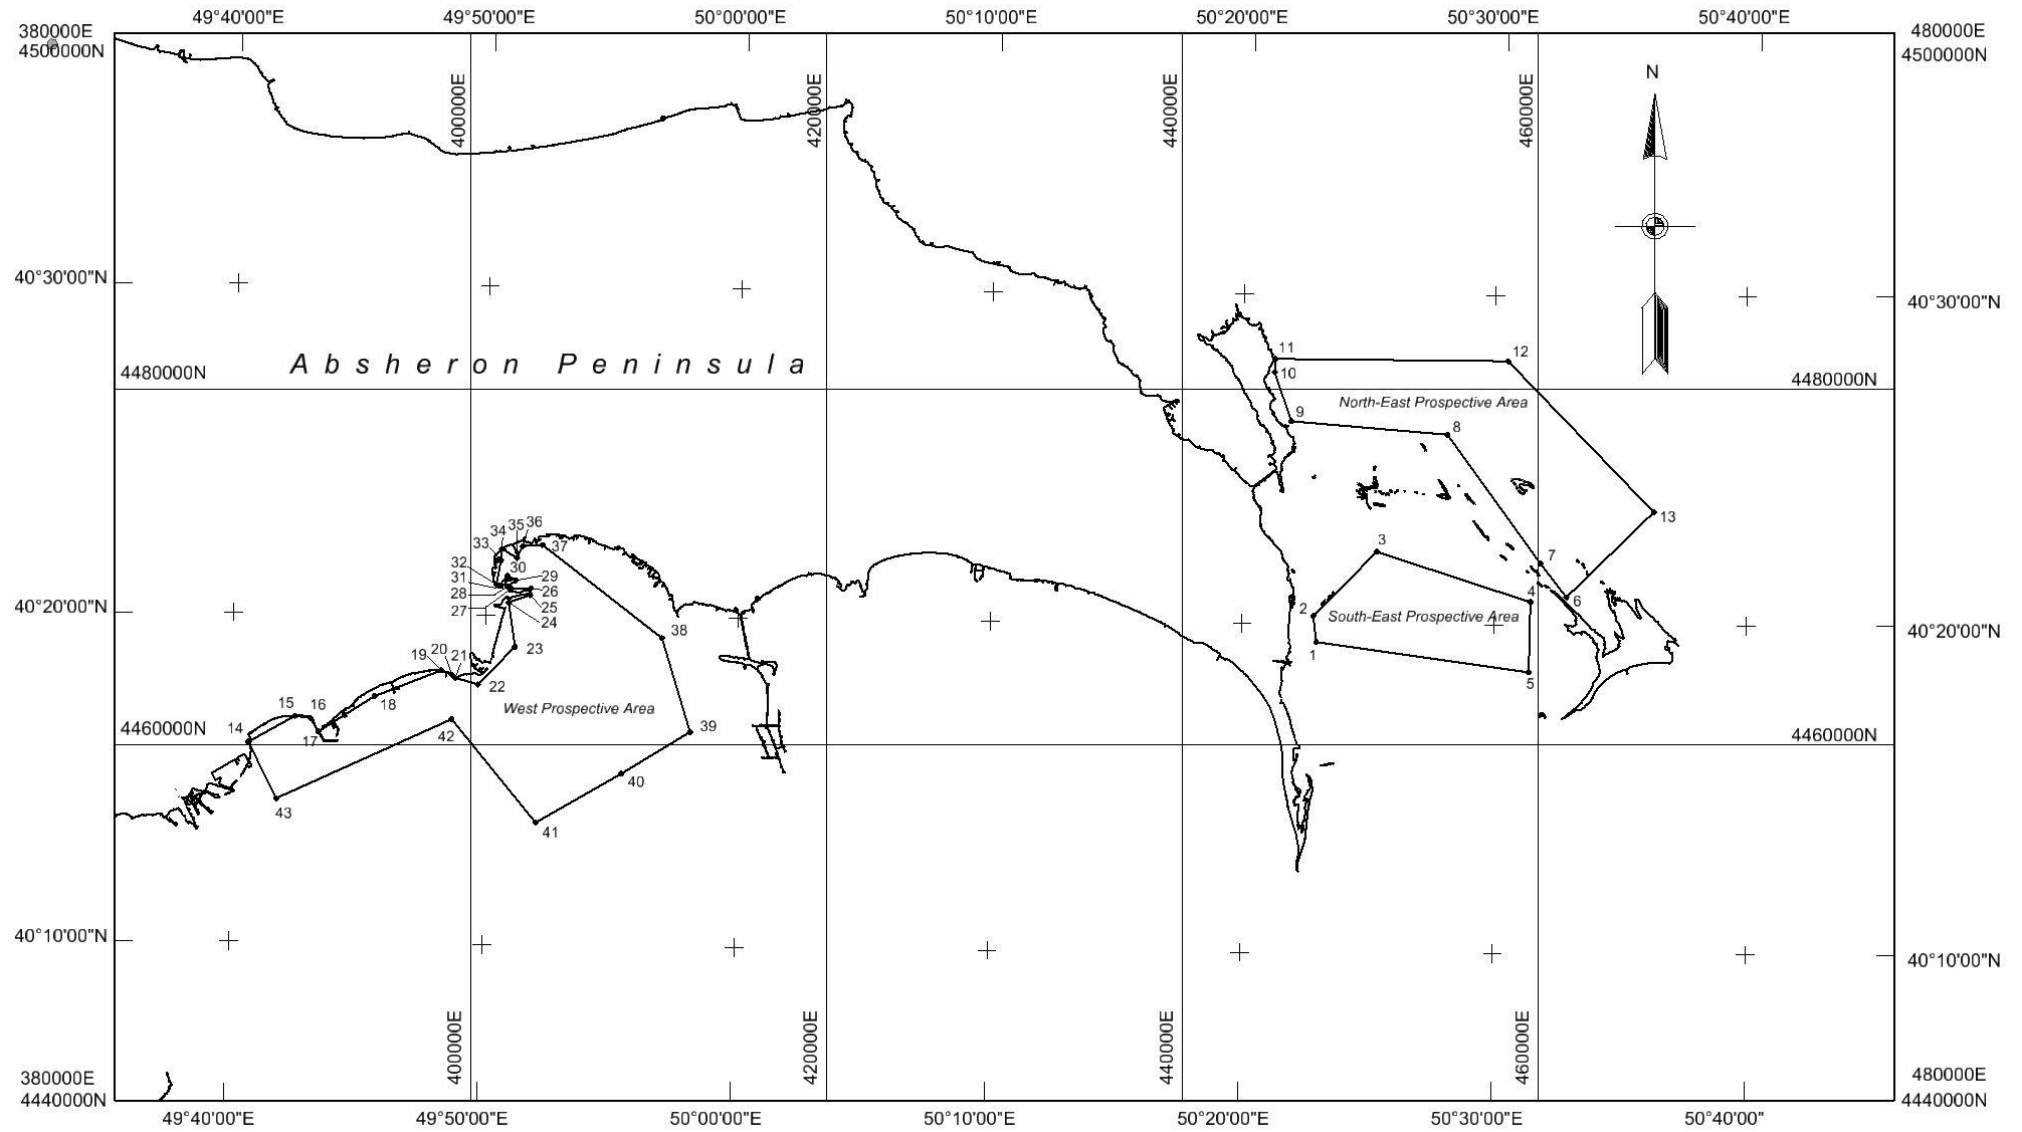 49°40'00"E 49°50'00"E 50°00'00"E 50°10'00"E 50°20'00"E 50°30'00"E 50°40'00"E
380000E
4500000N
480000E
4500000N
400000E
420000E
440000E
460000E
N
40°30'00"N
40°30'00"N
Absheron Peninsula
11
12
10
4480000N
4480000N
North-East Prospective Area
9
8
13
34 35 36
33
37
3
7
32
30
31
29
28
26
27
25
24
40°20'00"N
2
4
6
South-East Prospective Area
40°20'00"N
38
1
23
19 20 21
5
22
18
15 16
West Prospective Area
14
17
42
39
4460000N
4460000N
40
43
41
40°10'00"N
40°10'00"N
400000E
420000E
440000E
460000E
380000E
4440000N
480000E
4440000N
49°40'00"E 49°50'00"E 50°00'00"E 50°10'00"E 50°20'00"E 50°30'00"E 50°40'00"